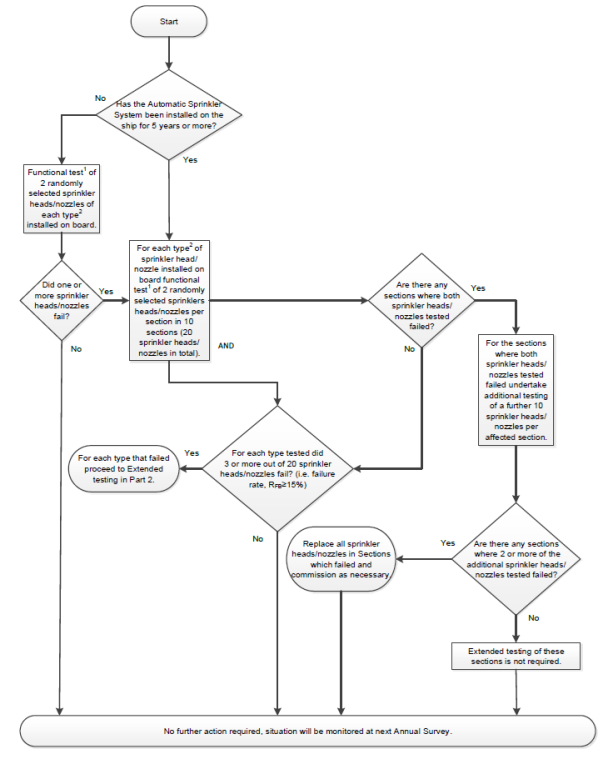 Start
No
Has the Automatic Sprinkler
System been installed on the
ship for 5 years or more?
Yes
Functional test¹ of
2 randomly
selected sprinkler
heads/nozzles of
each type²
installed on board.
Did one or
more sprinkler
heads/nozzles
fail?
Yes
No
For each type² of
sprinkler head/
nozzle installed on
board functional
test¹ of 2 randomly
selected sprinklers
heads/nozzles per
section in 10
sections (20
sprinkler heads/
nozzles in total).
AND
Are there any
sections where both
sprinkler heads/
nozzles tested
failed?
Yes
No
For the sections
where both
sprinkler heads/
nozzles tested
failed undertake
additional testing
of a further 10
sprinkler heads/
nozzles per
affected section.
For each type that failed
proceed to Extended
testing in Part 2.
Yes
For each type tested did
3 or more out of 20 sprinkler
heads/nozzles fail? (i.e. failure
rate, RFB≥15%)
No
Replace all sprinkler
heads/nozzles in Sections
which failed and
commission as necessary
Yes
Are there any sections
where 2 or more of the
additional sprinkler heads/
nozzles tested failed?
No
Extended testing of these
sections is not required.
No further action required, situation will be monitored at next Annual Survey.